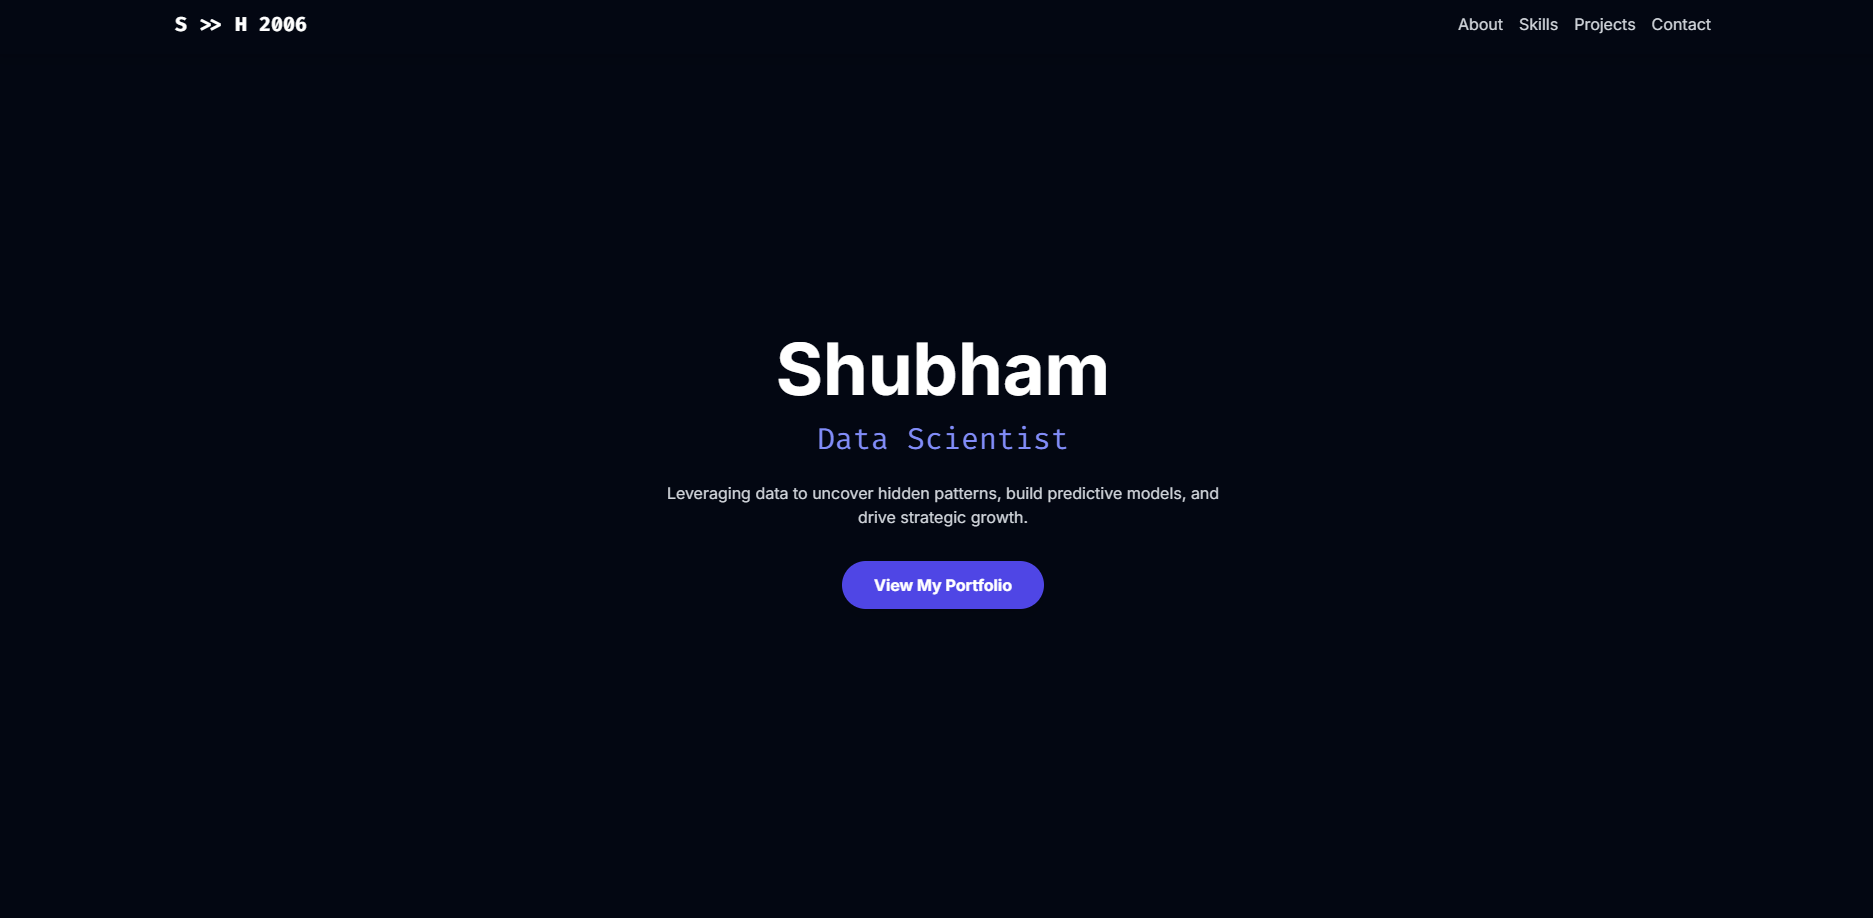 S >> H 2006
About Skills Projects Contact
Shubham
Data Scientist
Leveraging data to uncover hidden patterns, build predictive models, and
drive strategic growth.
View My Portfolio